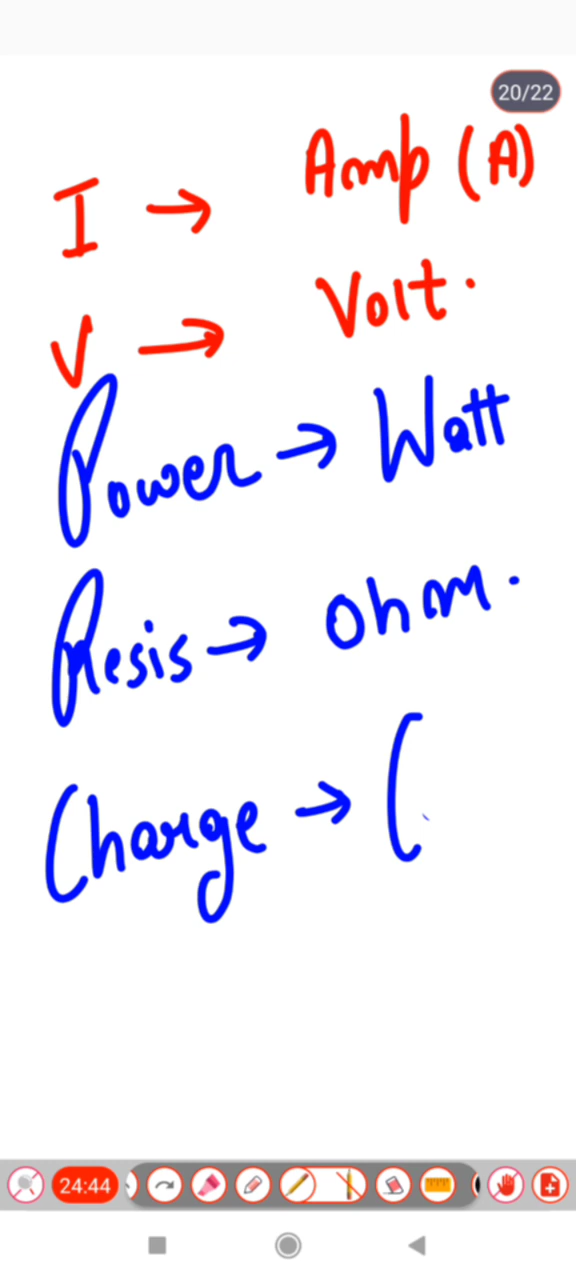 20/22
I → Amp (A)
V → Volt.
Power → Watt
Resis → ohm.
Charge → (
24:44